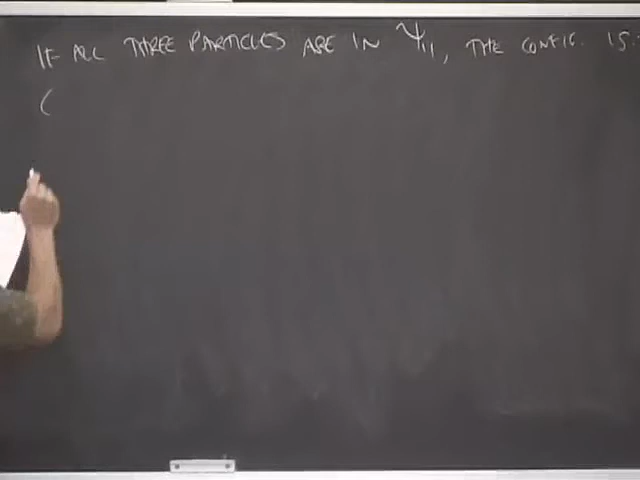 IF ALL THREE PARTICLES ARE IN Ψ₁₁, THE CONFIG. IS:
(